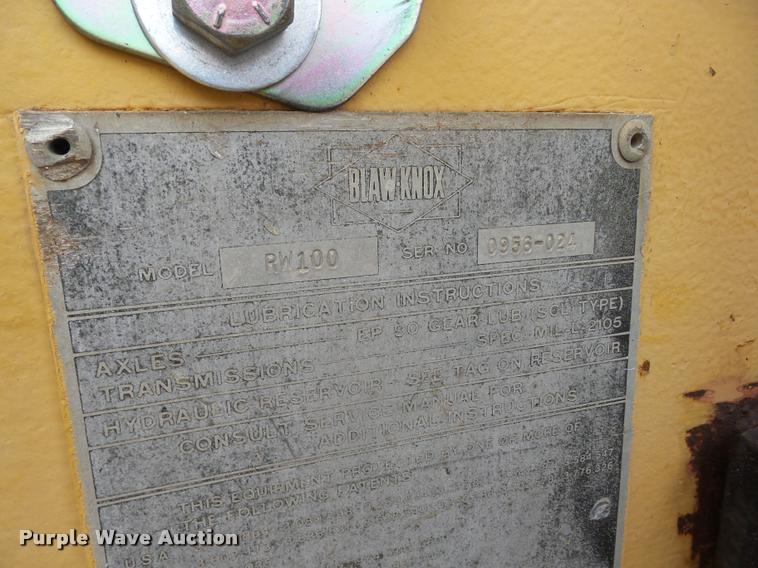 BLAW-KNOX
MODEL RW100 SER. NO. 0956-024
LUBRICATION INSTRUCTIONS
AXLES EP 90 GEAR LUB (SCL TYPE)
TRANSMISSIONS SPEC. MIL-L-2105
HYDRAULIC RESERVOIR - SEE TAG ON RESERVOIR
CONSULT SERVICE MANUAL FOR
ADDITIONAL INSTRUCTIONS
THIS EQUIPMENT PROTECTED BY ONE OR MORE OF
THE FOLLOWING PATENTS
U.S.A.
Purple Wave Auction